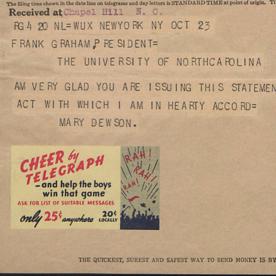 The filing time shown in the date line on telegrams and day letters is STANDARD TIME at point of origin.
Received at Chapel Hill N. C.
RG4 20 NL=WUX NEWYORK NY OCT 23
FRANK GRAHAM, PRESIDENT=
THE UNIVERSITY OF NORTHCAROLINA
AM VERY GLAD YOU ARE ISSUING THIS STATEMEN
ACT WITH WHICH I AM IN HEARTY ACCORD=
MARY DEWSON.
CHEER by
TELEGRAPH
—and help the boys
win that game
ASK FOR LIST OF SUITABLE MESSAGES
only 25¢ anywhere 20¢ LOCALLY
RAH!
RAH!
RAH!
THE QUICKEST, SUREST AND SAFEST WAY TO SEND MONEY IS BY